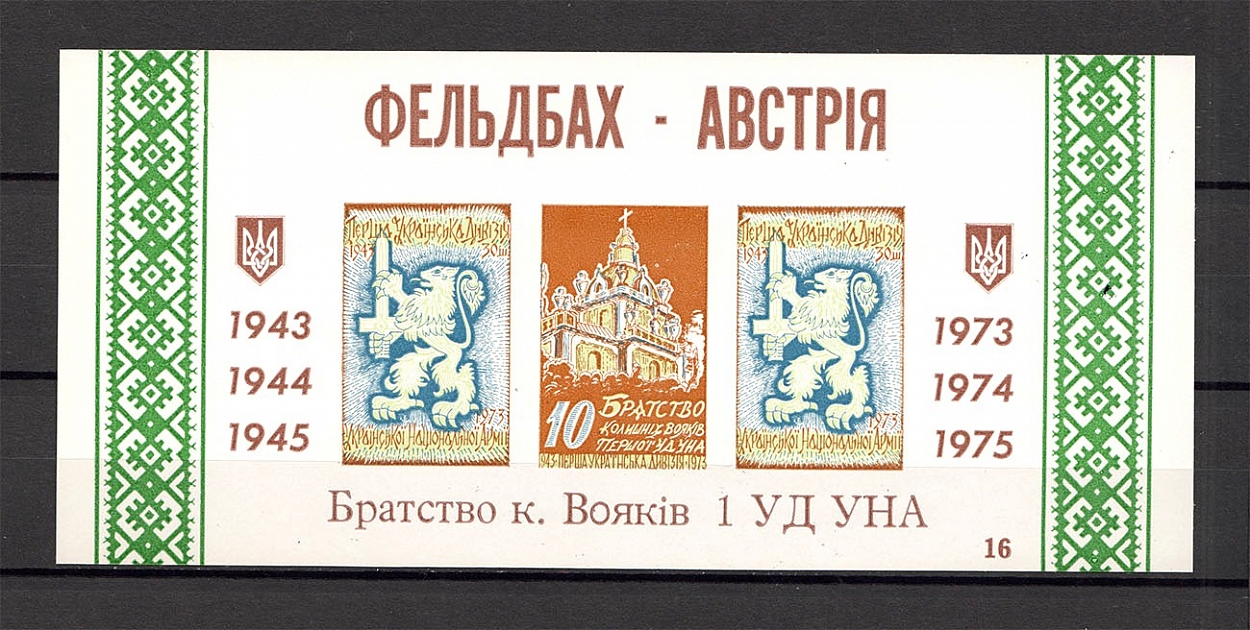 ФЕЛЬДБАХ - АВСТРІЯ
1943
1944
1945
Перша Українська Дивізія
1943 30літ
1973
Української Національної Армії
10 Братство
колишніх вояків
Першої УД УНА
1943·ПЕРША УКРАЇНСЬКА ДИВІЗІЯ·1973
Перша Українська Дивізія
1943 30літ
1973
Української Національної Армії
1973
1974
1975
Братство к. Вояків 1 УД УНА
16